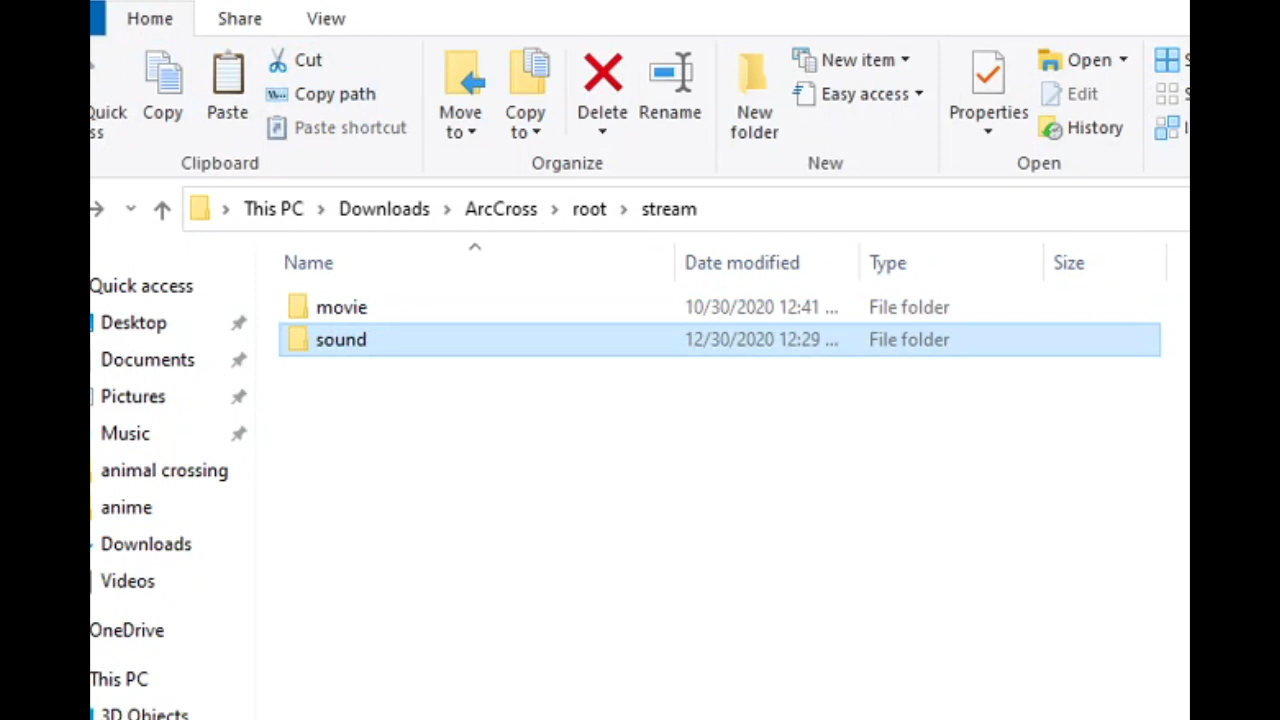 Home Share View
Quick
ss
Copy
Paste
Cut
Copy path
Paste shortcut
Clipboard
Move
to
Copy
to
Delete
Rename
Organize
New
folder
New item
Easy access
New
Properties
Open
Edit
History
Open
This PC > Downloads > ArcCross > root > stream
Name Date modified Type Size
movie 10/30/2020 12:41 ... File folder
sound 12/30/2020 12:29 ... File folder
Quick access
Desktop
Documents
Pictures
Music
animal crossing
anime
Downloads
Videos
OneDrive
This PC
3D Objects